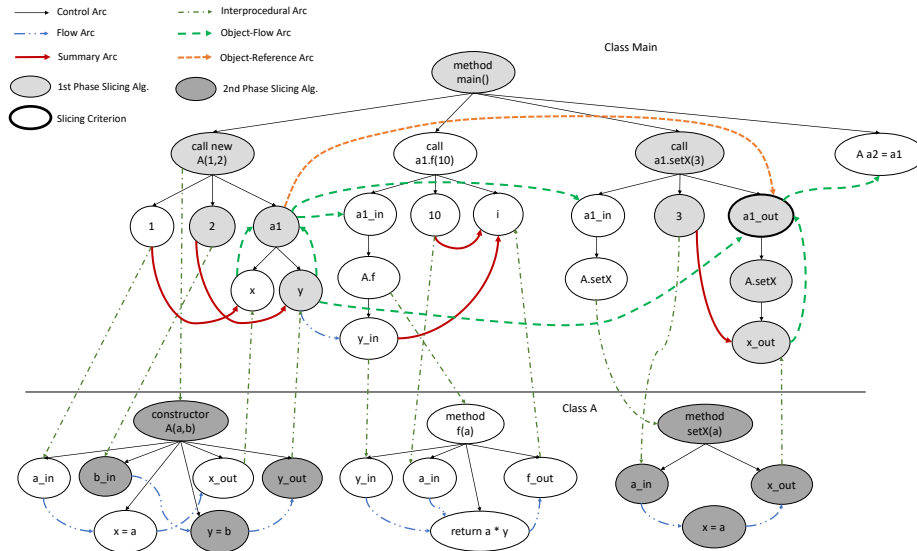 Control Arc
Interprocedural Arc
Flow Arc
Object-Flow Arc
Summary Arc
Object-Reference Arc
1st Phase Slicing Alg.
2nd Phase Slicing Alg.
Slicing Criterion
Class Main
method
main()
call new
A(1,2)
call
a1.f(10)
call
a1.setX(3)
A a2 = a1
1
2
a1
a1_in
10
i
a1_in
3
a1_out
x
y
A.f
A.setX
A.setX
y_in
x_out
Class A
constructor
A(a,b)
method
f(a)
method
setX(a)
a_in
b_in
x_out
y_out
y_in
a_in
f_out
a_in
x_out
x = a
y = b
return a * y
x = a